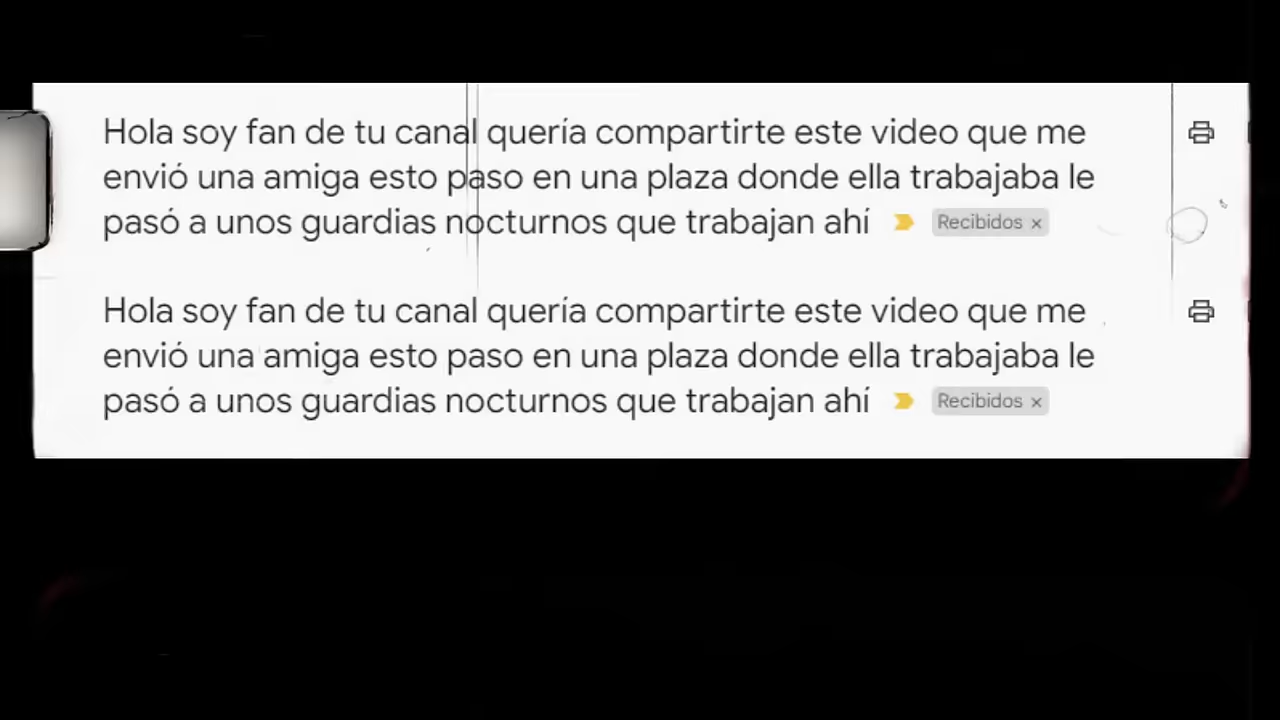 Hola soy fan de tu canal quería compartirte este video que me
envió una amiga esto paso en una plaza donde ella trabajaba le
pasó a unos guardias nocturnos que trabajan ahí Recibidos ×
Hola soy fan de tu canal quería compartirte este video que me
envió una amiga esto paso en una plaza donde ella trabajaba le
pasó a unos guardias nocturnos que trabajan ahí Recibidos ×